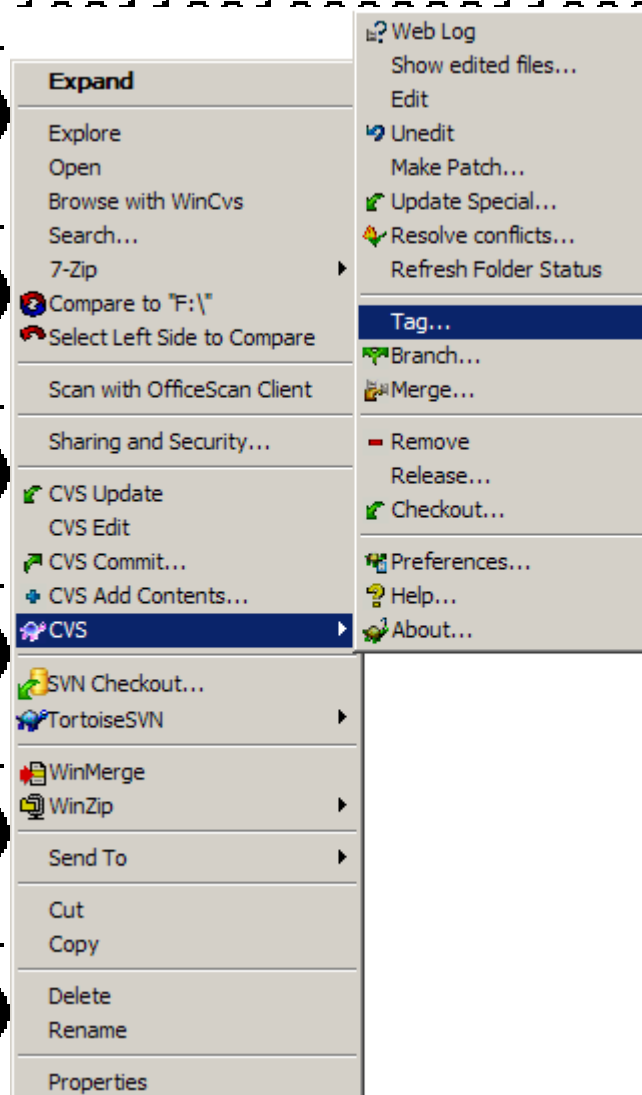 Expand
Explore
Open
Browse with WinCvs
Search...
7-Zip
Compare to "F:\"
Select Left Side to Compare
Scan with OfficeScan Client
Sharing and Security...
CVS Update
CVS Edit
CVS Commit...
CVS Add Contents...
CVS
SVN Checkout...
TortoiseSVN
WinMerge
WinZip
Send To
Cut
Copy
Delete
Rename
Properties
Web Log
Show edited files...
Edit
Unedit
Make Patch...
Update Special...
Resolve conflicts...
Refresh Folder Status
Tag...
Branch...
Merge...
Remove
Release...
Checkout...
Preferences...
Help...
About...